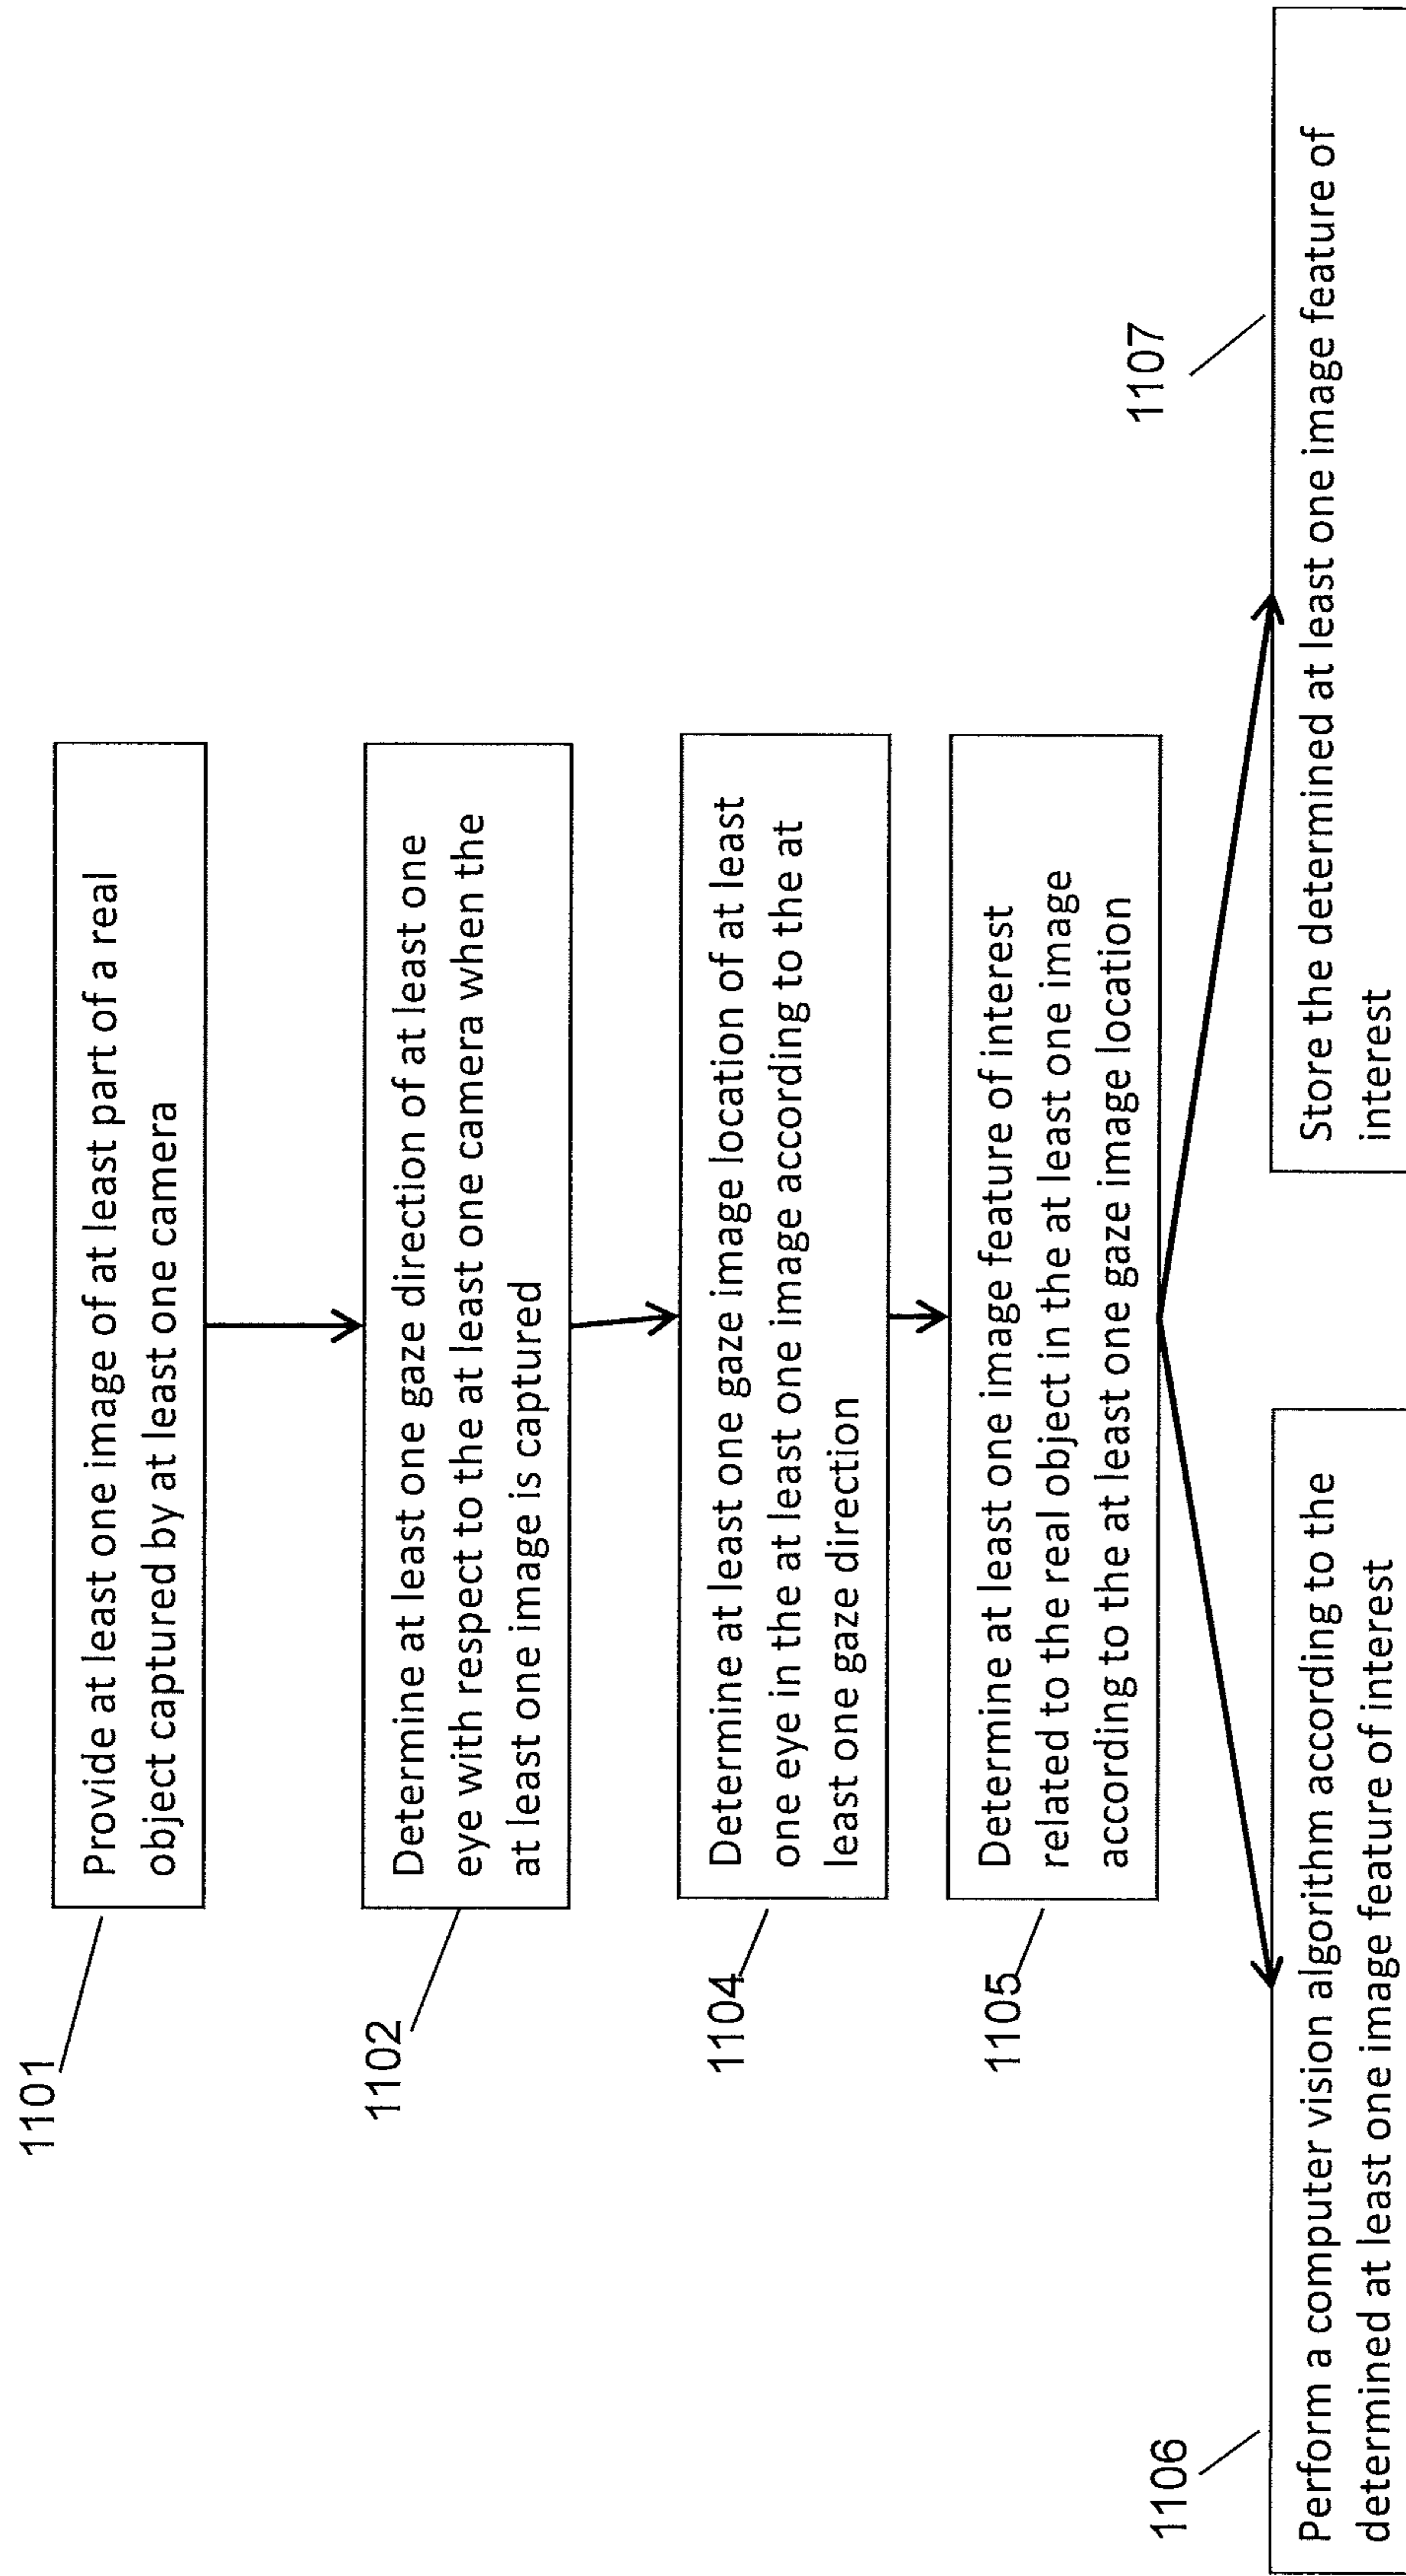 1101
Provide at least one image of at least part of a real
object captured by at least one camera
1102
Determine at least one gaze direction of at least one
eye with respect to the at least one camera when the
at least one image is captured
1104
Determine at least one gaze image location of at least
one eye in the at least one image according to the at
least one gaze direction
1105
Determine at least one image feature of interest
related to the real object in the at least one image
according to the at least one gaze image location
1106
Perform a computer vision algorithm according to the
determined at least one image feature of interest
1107
Store the determined at least one image feature of
interest